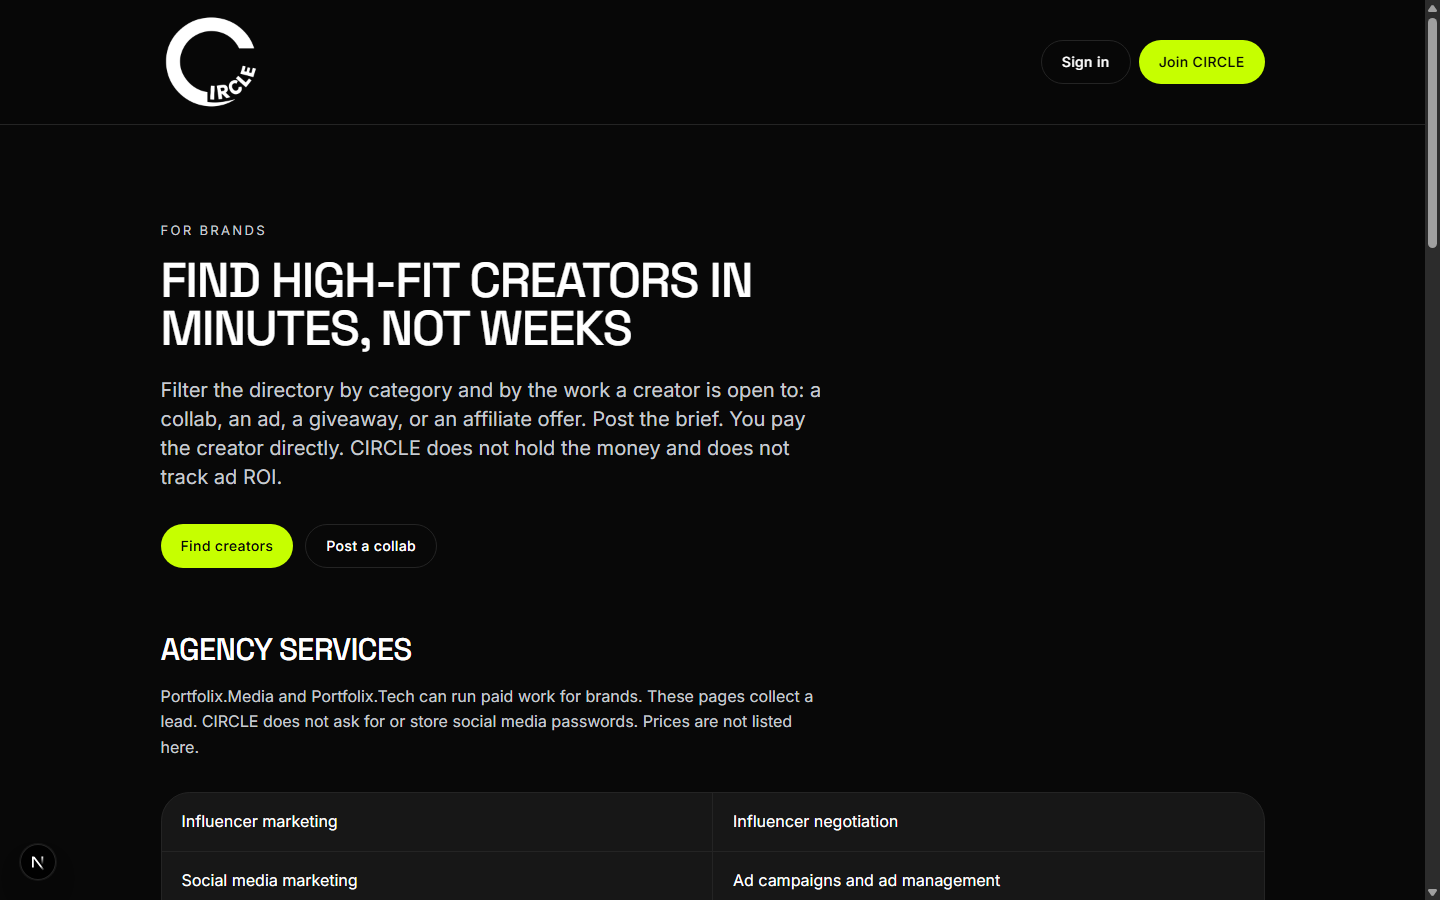 CIRCLE
Sign in
Join CIRCLE
FOR BRANDS
FIND HIGH-FIT CREATORS IN
MINUTES, NOT WEEKS
Filter the directory by category and by the work a creator is open to: a
collab, an ad, a giveaway, or an affiliate offer. Post the brief. You pay
the creator directly. CIRCLE does not hold the money and does not
track ad ROI.
Find creators
Post a collab
AGENCY SERVICES
Portfolix.Media and Portfolix.Tech can run paid work for brands. These pages collect a
lead. CIRCLE does not ask for or store social media passwords. Prices are not listed
here.
Influencer marketing
Influencer negotiation
Social media marketing
Ad campaigns and ad management
N